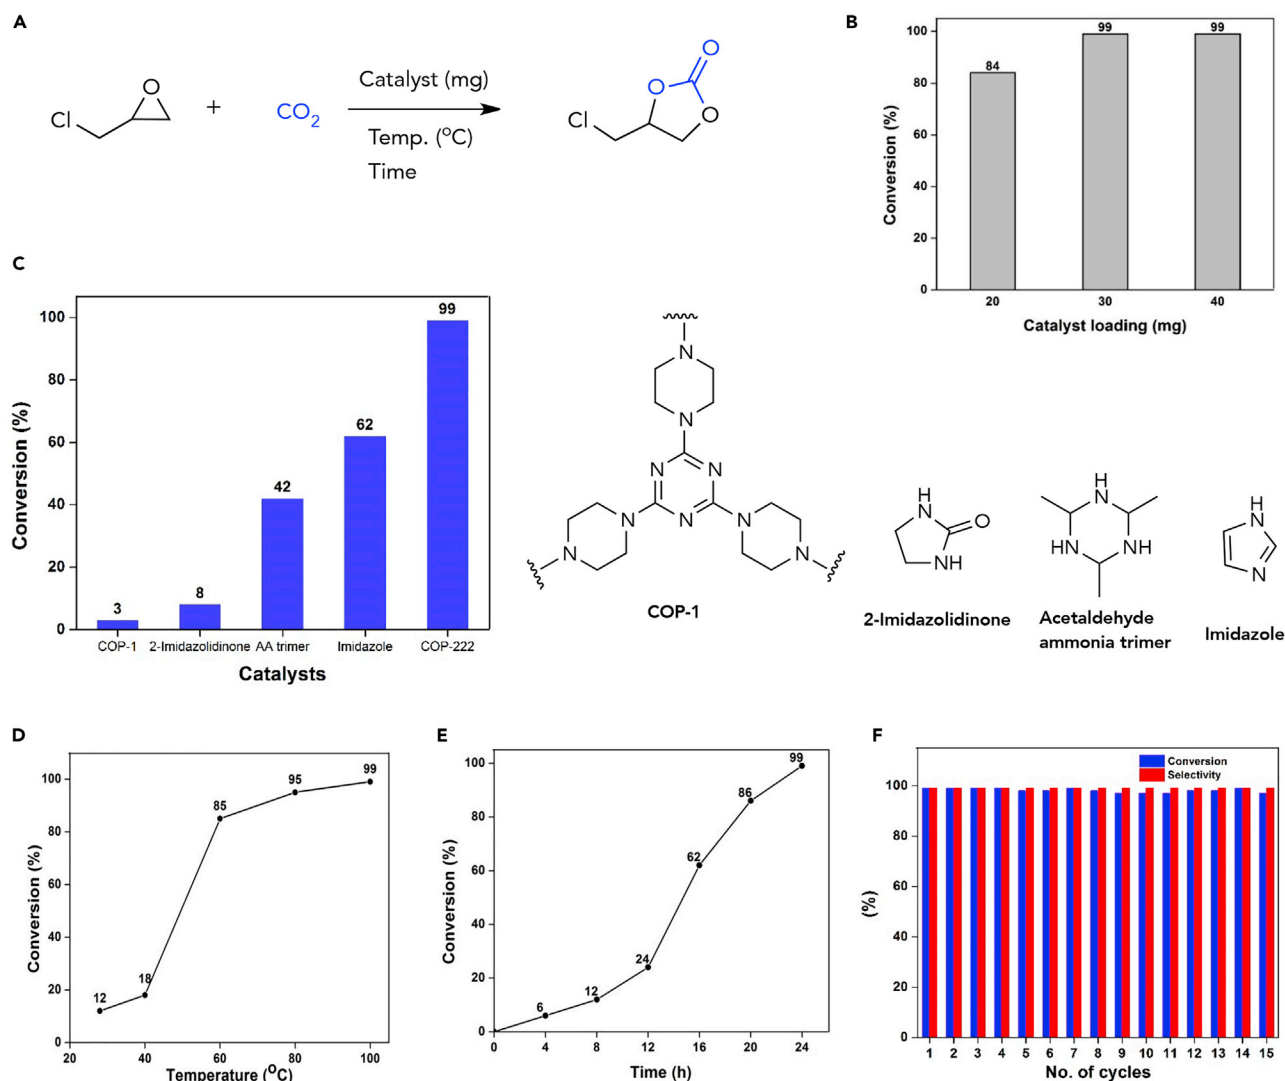 A
Cl
O
+
CO2
Catalyst (mg)
Temp. (°C)
Time
Cl
O
O
O
B
Conversion (%)
100
80
60
40
20
0
84
99
99
20
30
40
Catalyst loading (mg)
C
Conversion (%)
100
80
60
40
20
0
3
8
42
62
99
COP-1
2-Imidazolidinone
AA trimer
Imidazole
COP-222
Catalysts
N
N
N
N
N
N
N
N
N
COP-1
H
N
O
NH
2-Imidazolidinone
H
N
HN
NH
Acetaldehyde
ammonia trimer
H
N
N
Imidazole
D
Conversion (%)
100
80
60
40
20
0
12
18
85
95
99
20
40
60
80
100
Temperature (°C)
E
Conversion (%)
100
80
60
40
20
0
6
12
24
62
86
99
0
4
8
12
16
20
24
Time (h)
F
Conversion
Selectivity
(%)
100
80
60
40
20
0
1 2 3 4 5 6 7 8 9 10 11 12 13 14 15
No. of cycles